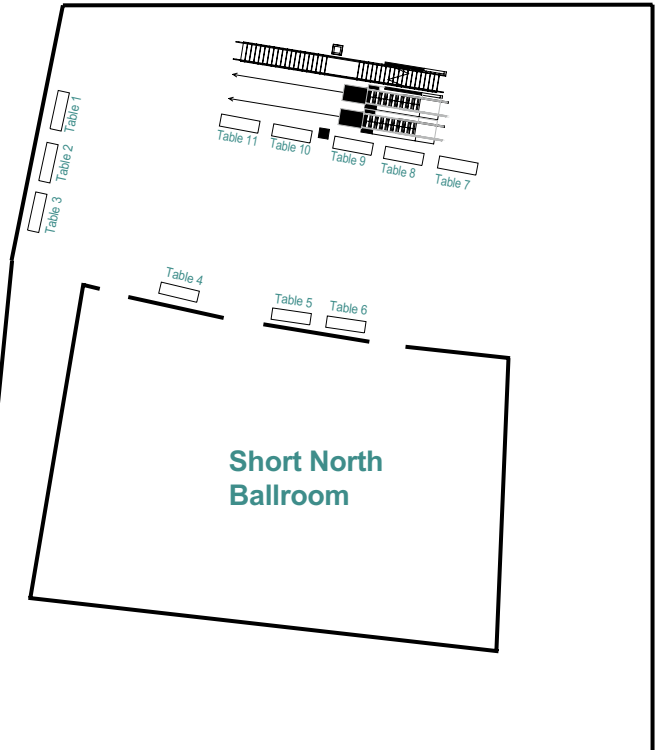 Table 1
Table 2
Table 3
Table 11
Table 10
Table 9
Table 8
Table 7
Table 4
Table 5
Table 6
Short North
Ballroom